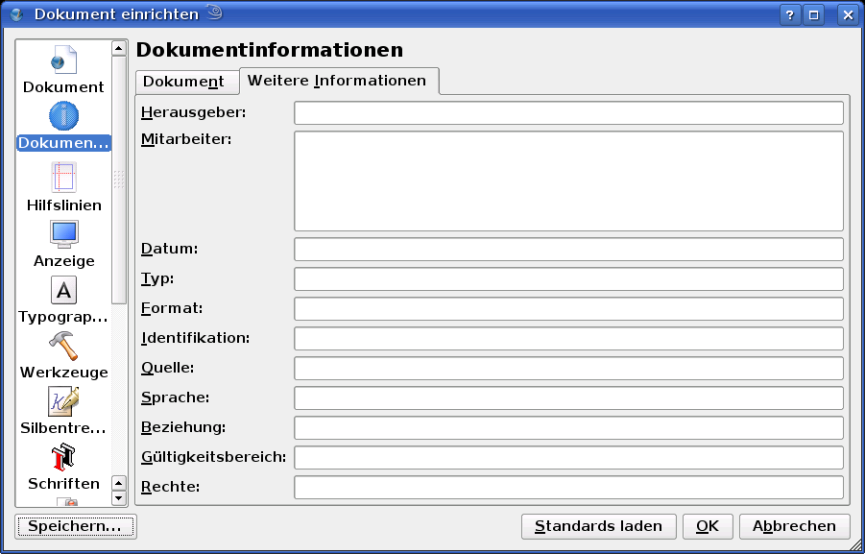 Dokument einrichten
Dokumentinformationen
Dokument
Weitere Informationen
Dokument
Dokumen...
Hilfslinien
Anzeige
Typograp...
Werkzeuge
Silbentre...
Schriften
Herausgeber:
Mitarbeiter:
Datum:
Typ:
Format:
Identifikation:
Quelle:
Sprache:
Beziehung:
Gültigkeitsbereich:
Rechte:
Speichern...
Standards laden
OK
Abbrechen